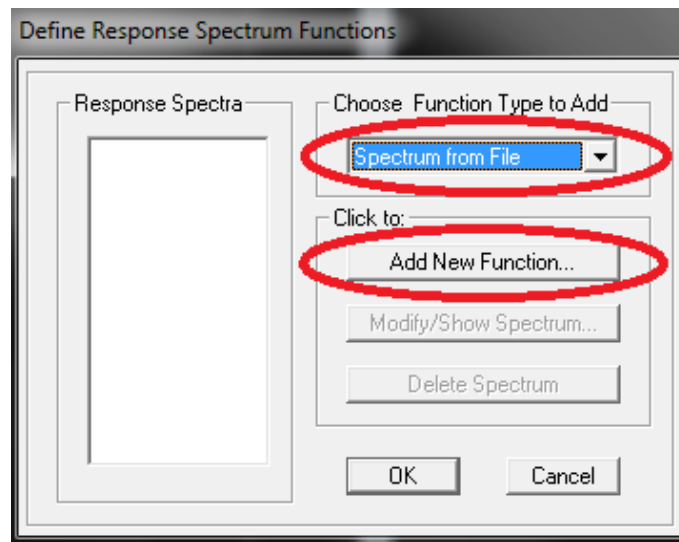 Define Response Spectrum Functions
Response Spectra
Choose Function Type to Add
Spectrum from File
Click to:
Add New Function...
Modify/Show Spectrum...
Delete Spectrum
OK
Cancel